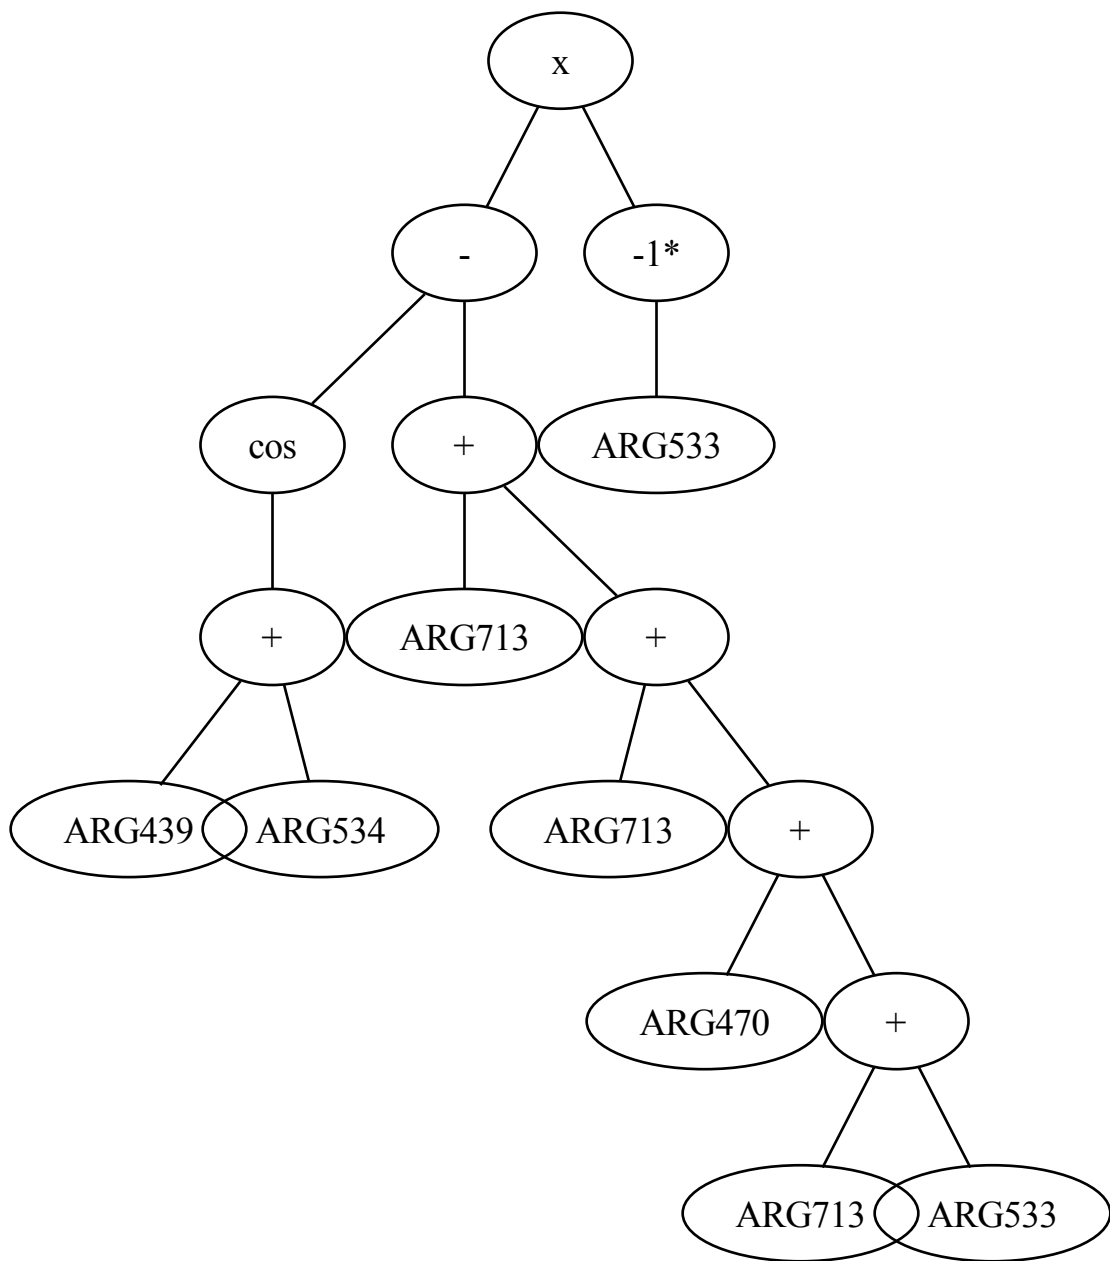 x
- -1*
cos + ARG533
+ ARG713 +
ARG439 ARG534 ARG713 +
ARG470 +
ARG713 ARG533